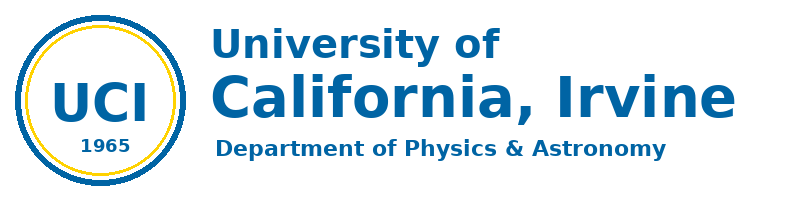 UCI
1965
University of
California, Irvine
Department of Physics & Astronomy